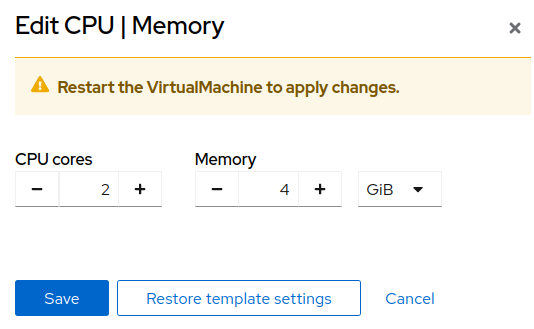 Edit CPU | Memory
Restart the VirtualMachine to apply changes.
CPU cores Memory
2 4 GiB
Save Restore template settings Cancel